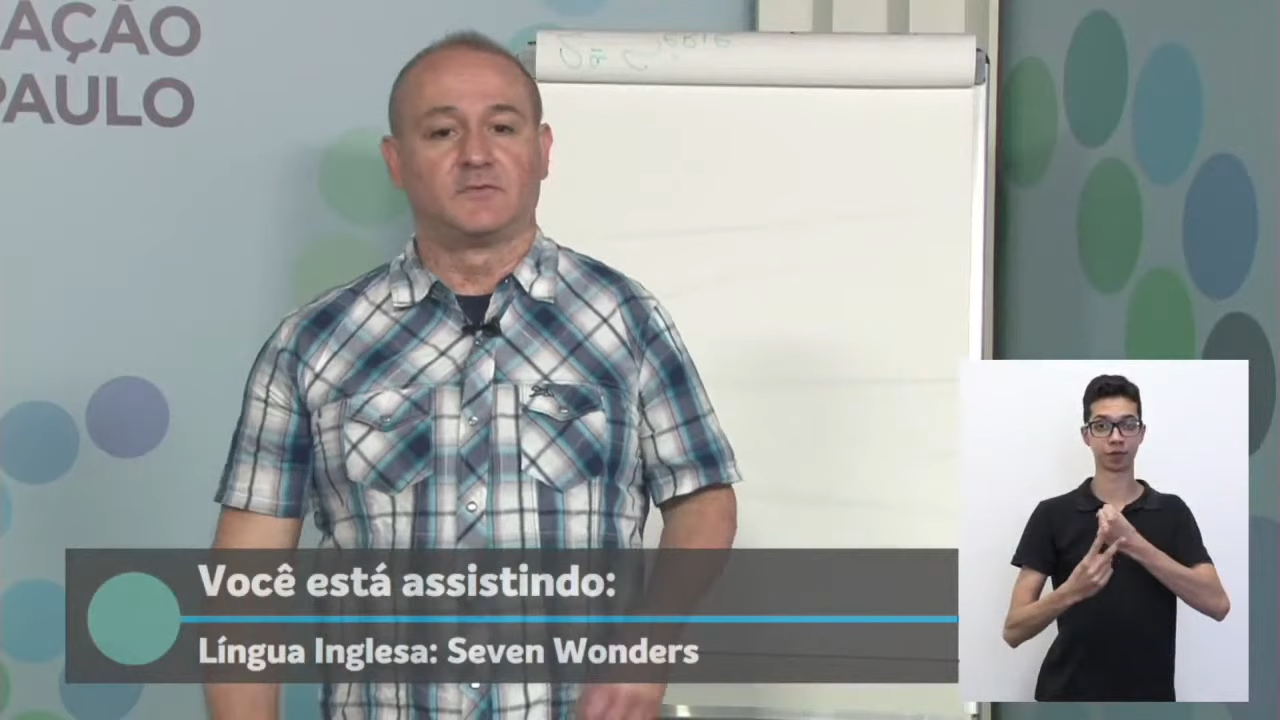 AÇÃO
PAULO
Você está assistindo:
Língua Inglesa: Seven Wonders